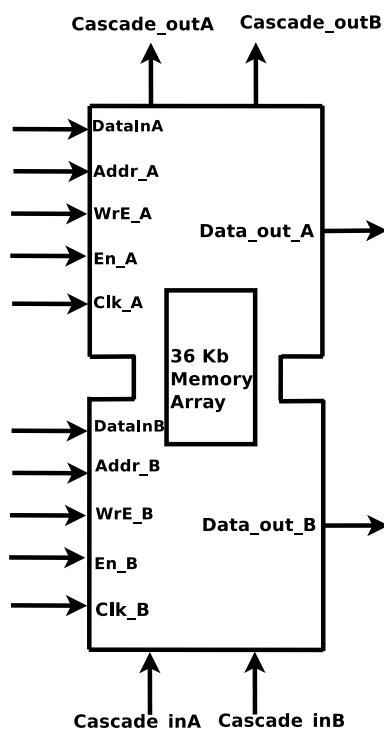 Cascade_outA
Cascade_outB
DataInA
Addr_A
WrE_A
En_A
Clk_A
Data_out_A
36 Kb
Memory
Array
DataInB
Addr_B
WrE_B
En_B
Clk_B
Data_out_B
Cascade_inA
Cascade_inB